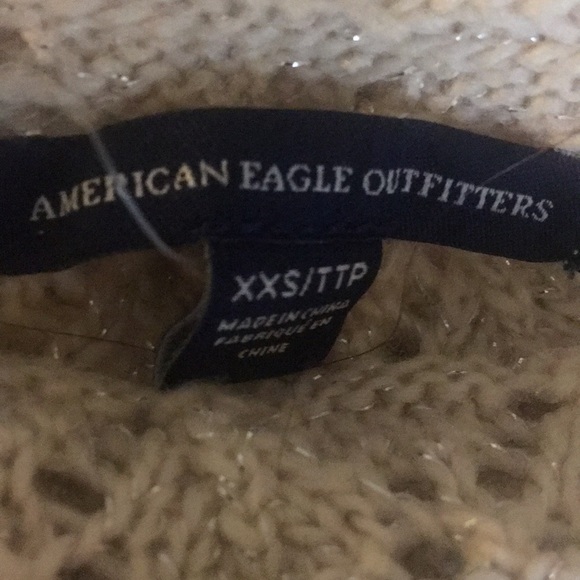 AMERICAN EAGLE OUTFITTERS
XXS/TTP
MADE IN CHINA
FABRIQUÉ EN
CHINE